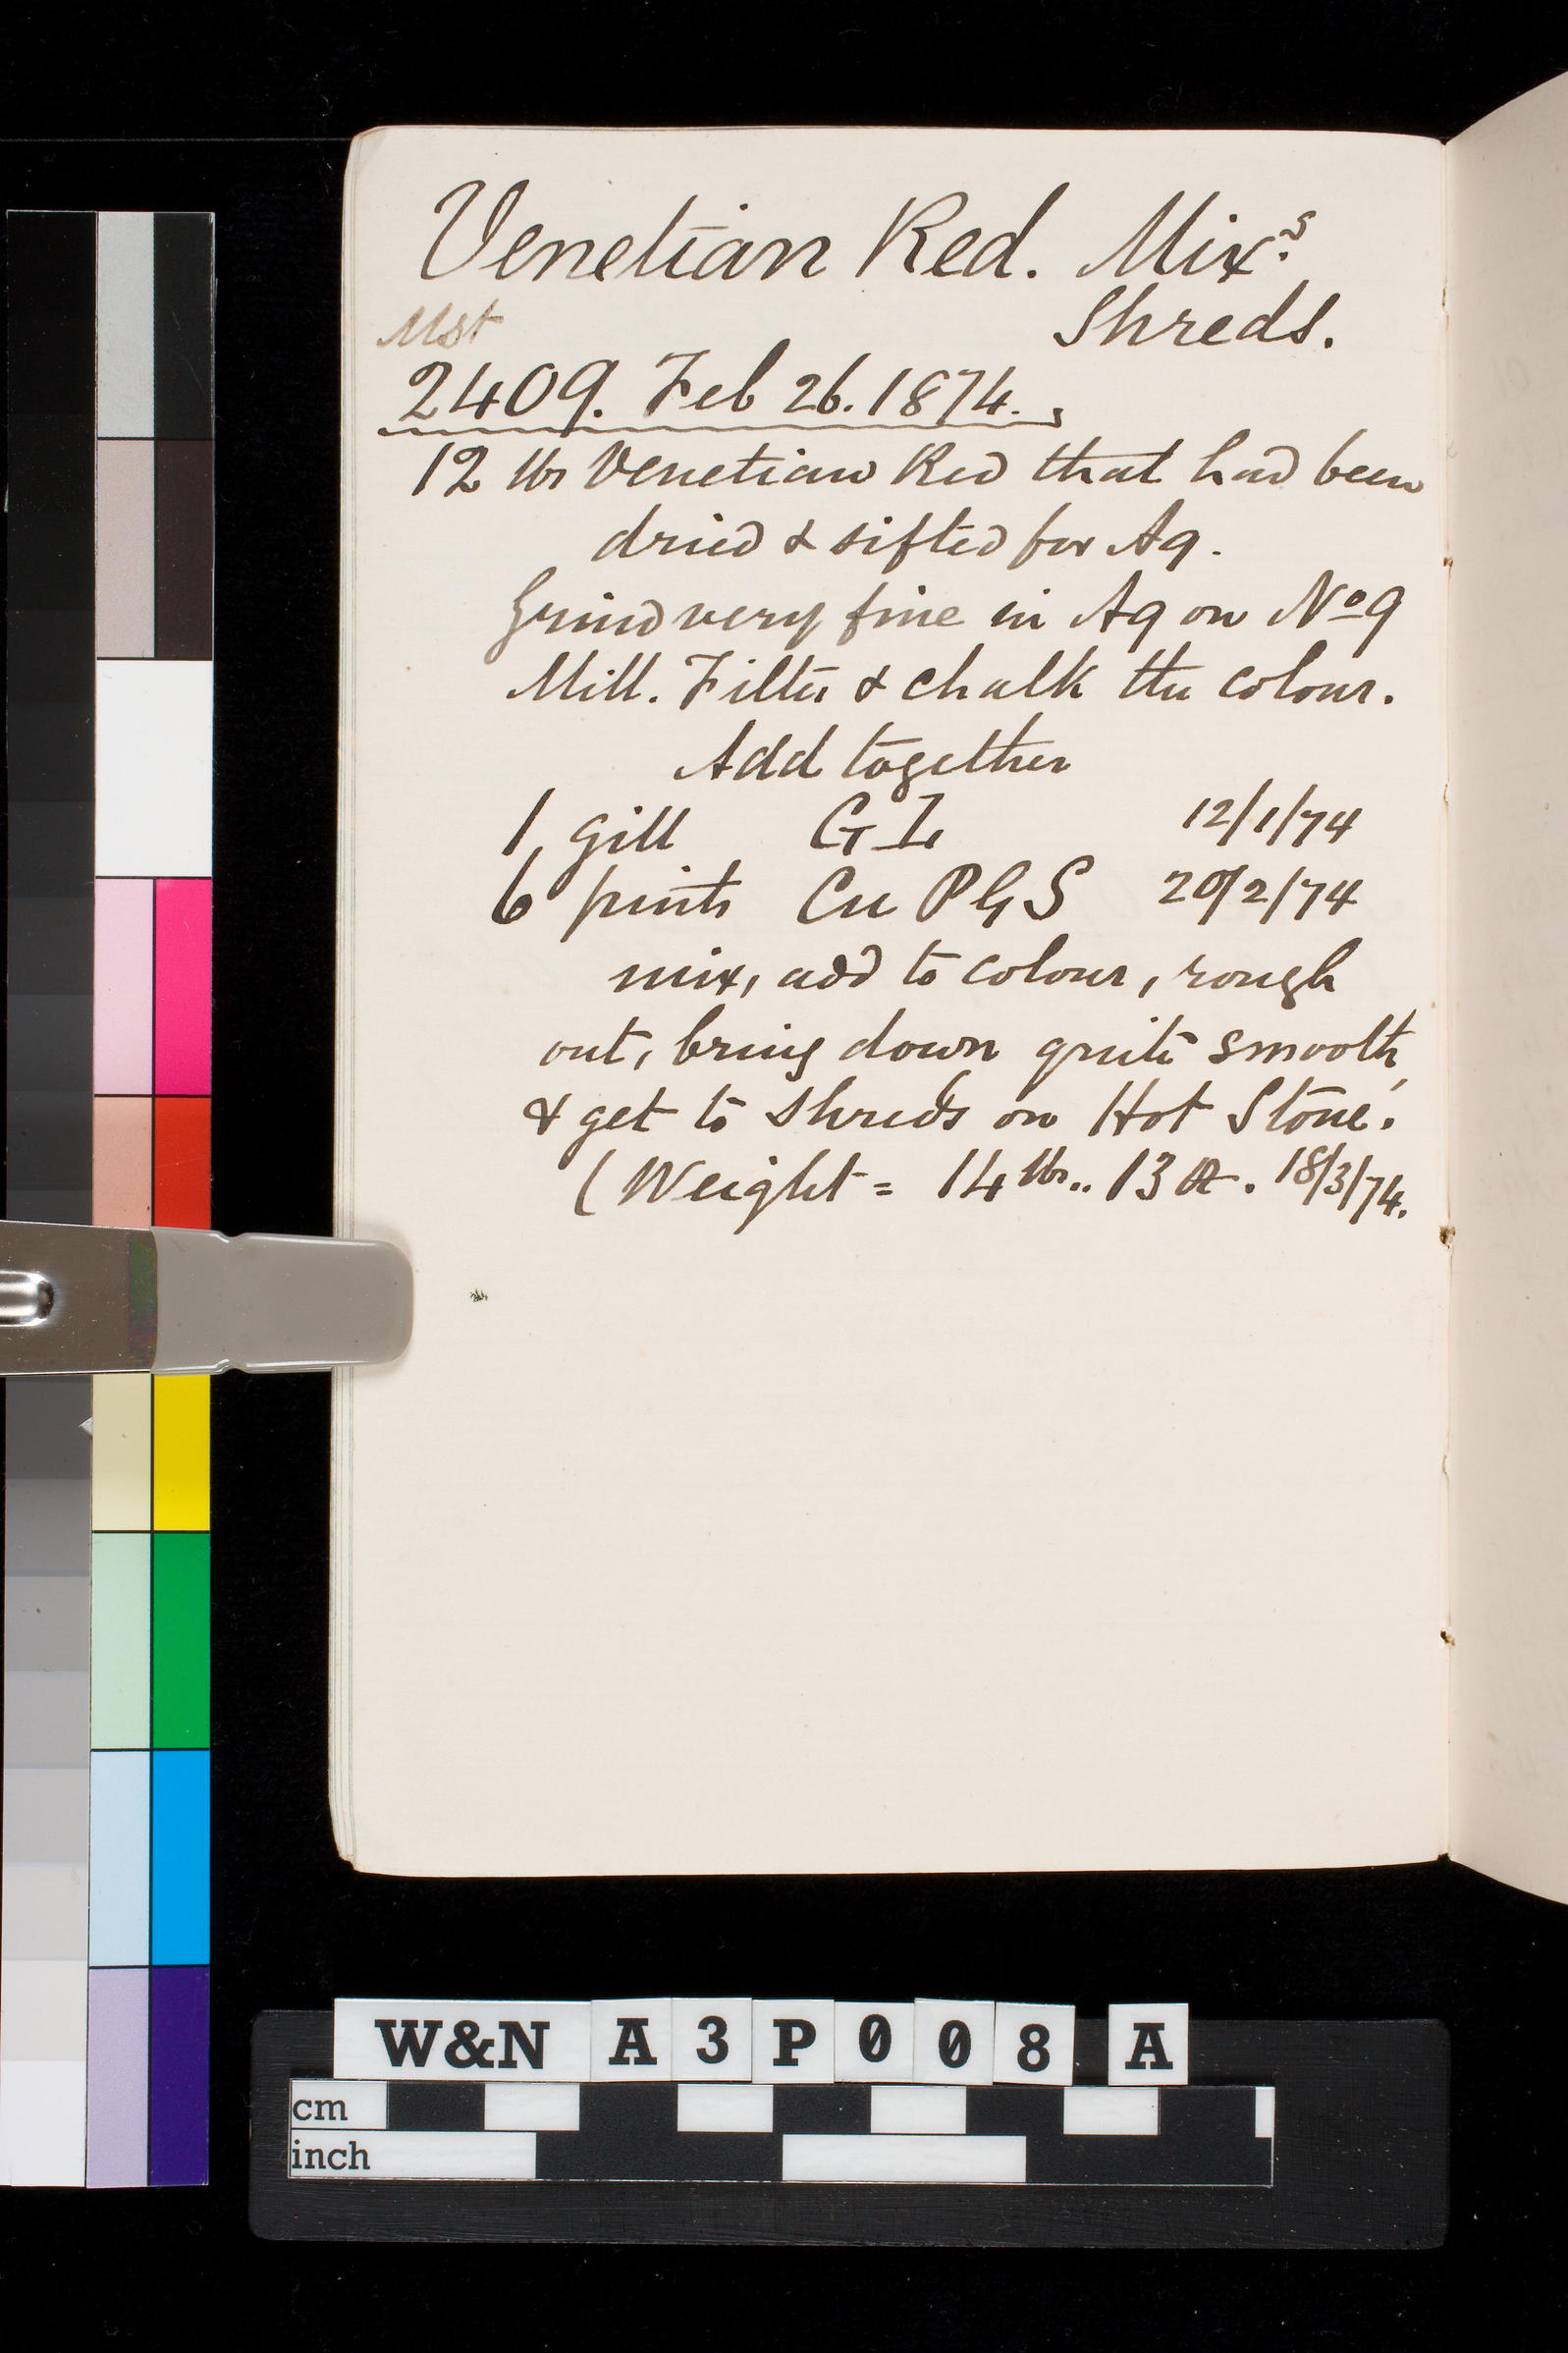 Venetian Red. Mixs
Shreds.
Mst
2409. Feb 26. 1874.
12 lbs Venetian Red that had been
dried & sifted for Aq.
Grind very fine in Aq on No 9
Mill. Filter & chalk the colour.
Add together
1 gill G I 12/1/74
6 pints Cu P G S 20/2/74
mix, add to colour, rough
out, bring down quite smooth,
& get to shreds on Hot Stone.
(Weight = 14 lbs.. 13 . 18/3/74.
W&N A3P008 A
cm
inch